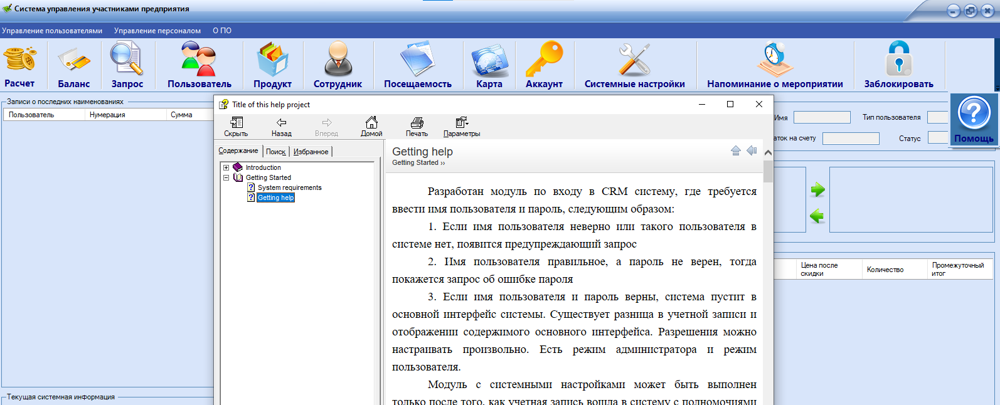 Система управления участниками предприятия
Управление пользователями Управление персоналом О ПО
Расчет Баланс Запрос Пользователь Продукт Сотрудник Посещаемость Карта Аккаунт Системные настройки Напоминание о мероприятии Заблокировать
Помощь
Записи о последних наименованиях
Пользователь Нумерация Сумма
Текущая системная информация
Имя Тип пользователя
аток на счету Статус
Цена после скидки Количество Промежуточный итог
Title of this help project
Скрыть Назад Вперед Домой Печать Параметры
Содержание Поиск Избранное
Introduction
Getting Started
System requirements
Getting help
Getting help
Getting Started ››
Разработан модуль по входу в CRM систему, где требуется
ввести имя пользователя и пароль, следующим образом:
1. Если имя пользователя неверно или такого пользователя в
системе нет, появится предупреждающий запрос
2. Имя пользователя правильное, а пароль не верен, тогда
покажется запрос об ошибке пароля
3. Если имя пользователя и пароль верны, система пустит в
основной интерфейс системы. Существует разница в учетной записи и
отображении содержимого основного интерфейса. Разрешения можно
настраивать произвольно. Есть режим администратора и режим
пользователя.
Модуль с системными настройками может быть выполнен
только после того, как учетная запись вошла в систему с полномочиями